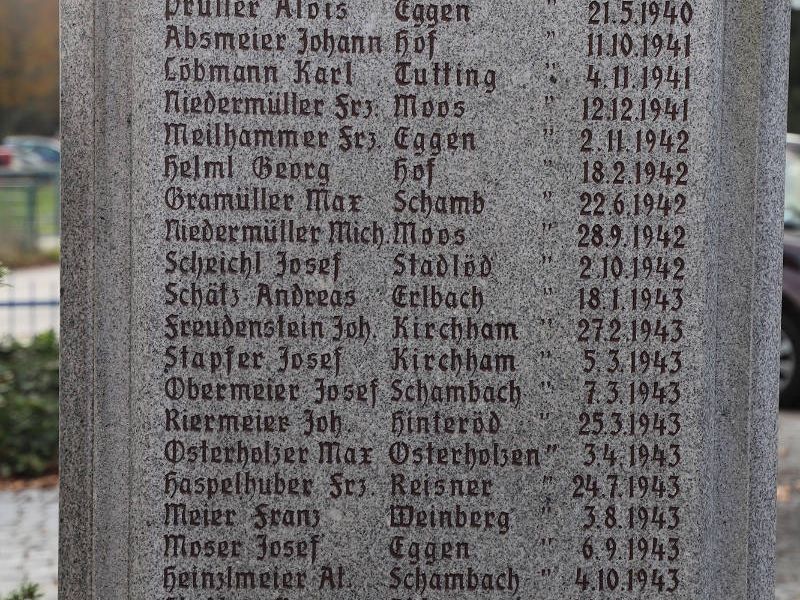 Prüller Alois Eggen " 21.5.1940
Absmeier Johann Hof " 11.10.1941
Löbmann Karl Tutting " 4.11.1941
Niedermüller Frz. Moos " 12.12.1941
Meilhammer Frz. Eggen " 2.11.1942
Helml Georg Hof " 18.2.1942
Gramüller Max Schamb " 22.6.1942
Niedermüller Mich. Moos " 28.9.1942
Scheichl Josef Stadlöd " 2.10.1942
Schätz Andreas Erlbach " 18.1.1943
Freudenstein Joh. Kirchham " 27.2.1943
Stapfer Josef Kirchham " 5.3.1943
Obermeier Josef Schambach " 7.3.1943
Riermeier Joh. Hinteröd " 25.3.1943
Osterholzer Max Osterholzen " 3.4.1943
Haspelhuber Frz. Reisner " 24.7.1943
Meier Franz Weinberg " 3.8.1943
Moser Josef Eggen " 6.9.1943
Heinzlmeier Al. Schambach " 4.10.1943